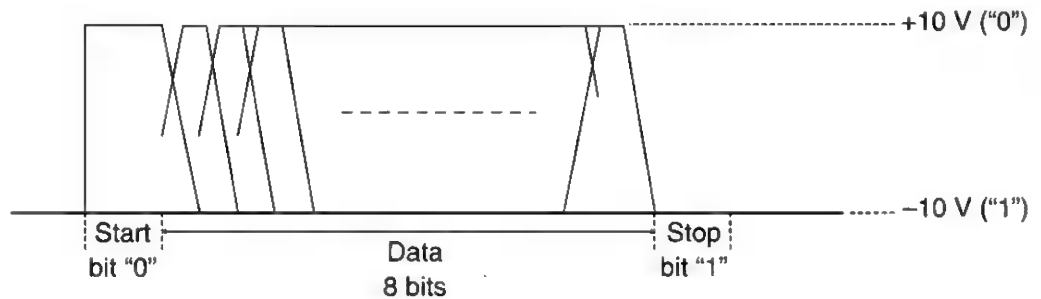 +10 V (“0”)
–10 V (“1”)
Start
bit “0”
Data
8 bits
Stop
bit “1”